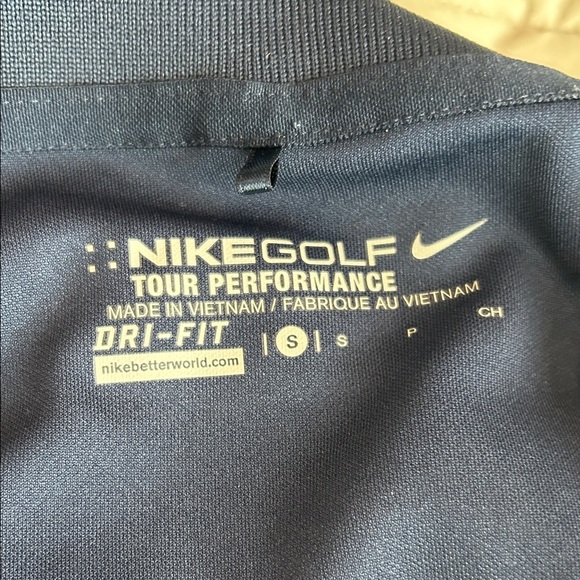 NIKEGOLF
TOUR PERFORMANCE
MADE IN VIETNAM / FABRIQUE AU VIETNAM
DRI-FIT | S | S P CH
nikebetterworld.com